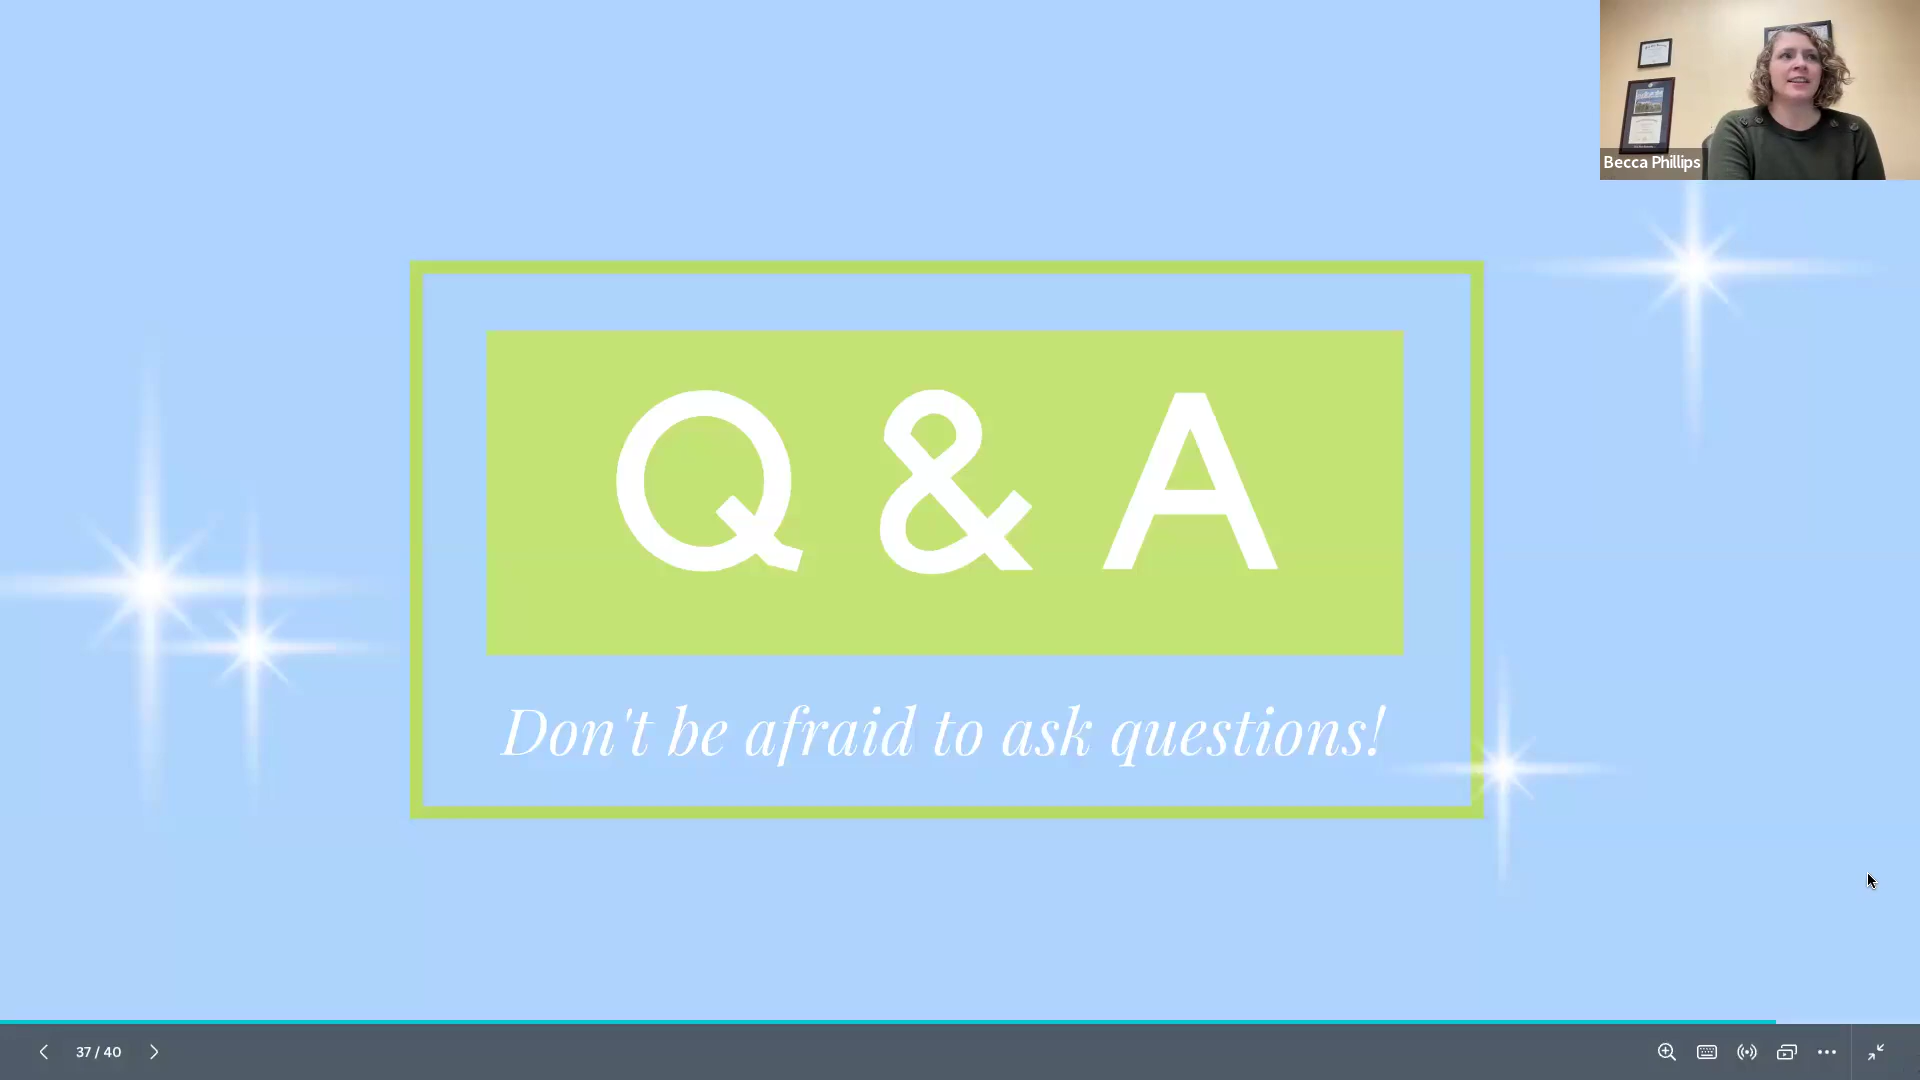 Becca Phillips
Q & A
Don't be afraid to ask questions!
37 / 40